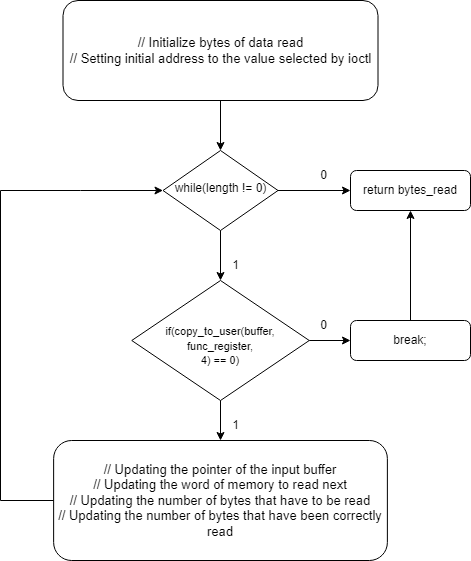 // Initialize bytes of data read
// Setting initial address to the value selected by ioctl
while(length != 0)
0
return bytes_read
1
if(copy_to_user(buffer,
func_register,
4) == 0)
0
break;
1
// Updating the pointer of the input buffer
// Updating the word of memory to read next
// Updating the number of bytes that have to be read
// Updating the number of bytes that have been correctly
read